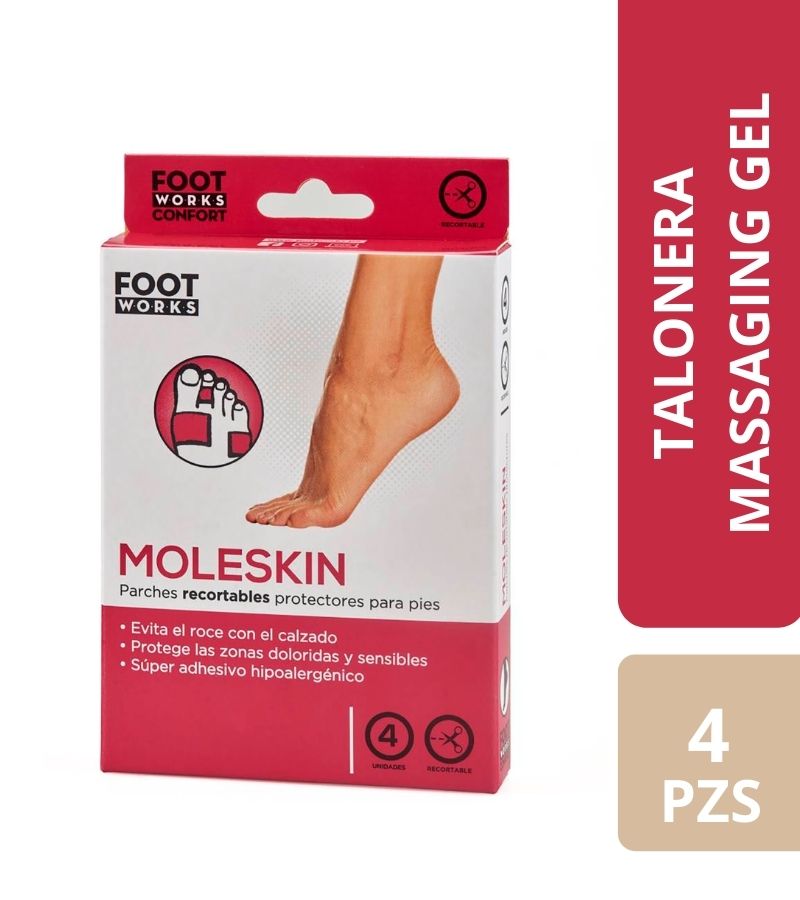 FOOT
WORKS
CONFORT
RECORTABLE
FOOT
WORKS
MOLESKIN
Parches recortables protectores para pies
• Evita el roce con el calzado
• Protege las zonas doloridas y sensibles
• Súper adhesivo hipoalergénico
4
UNIDADES
RECORTABLE
MOLESKIN
TALONERA
MASSAGING GEL
4
PZS